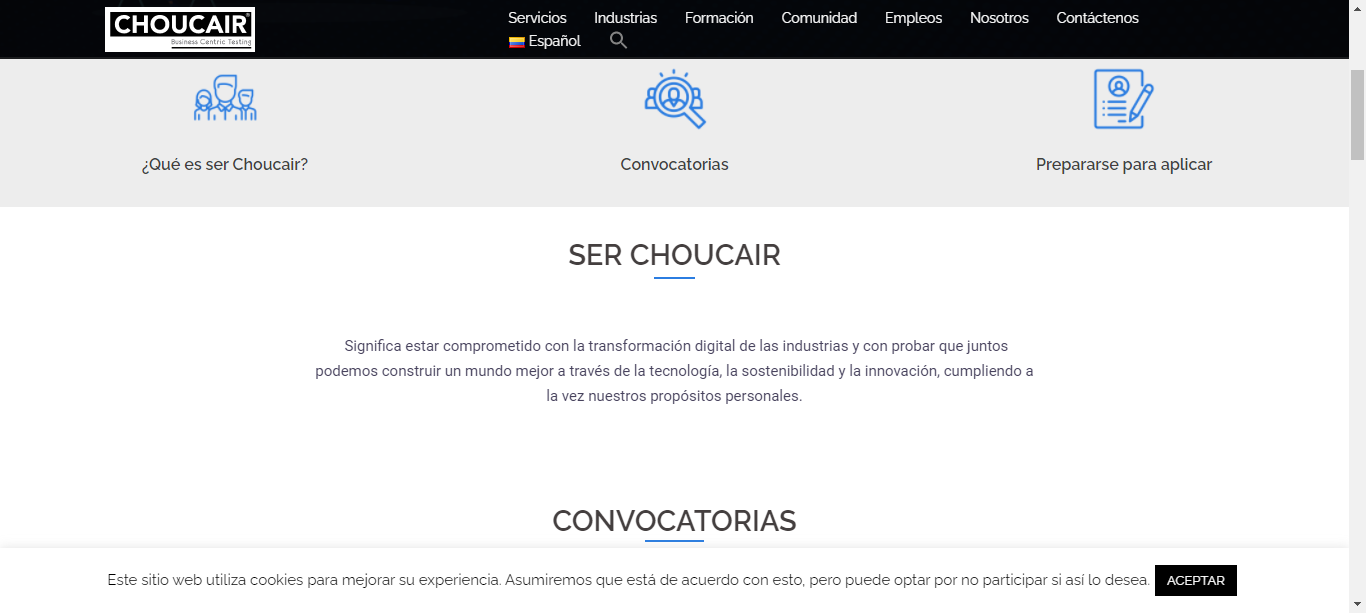 CHOUCAIR
Business Centric Testing
Servicios Industrias Formación Comunidad Empleos Nosotros Contáctenos
Español
¿Qué es ser Choucair?
Convocatorias
Prepararse para aplicar
SER CHOUCAIR
Significa estar comprometido con la transformación digital de las industrias y con probar que juntos
podemos construir un mundo mejor a través de la tecnología, la sostenibilidad y la innovación, cumpliendo a
la vez nuestros propósitos personales.
CONVOCATORIAS
Este sitio web utiliza cookies para mejorar su experiencia. Asumiremos que está de acuerdo con esto, pero puede optar por no participar si así lo desea. ACEPTAR